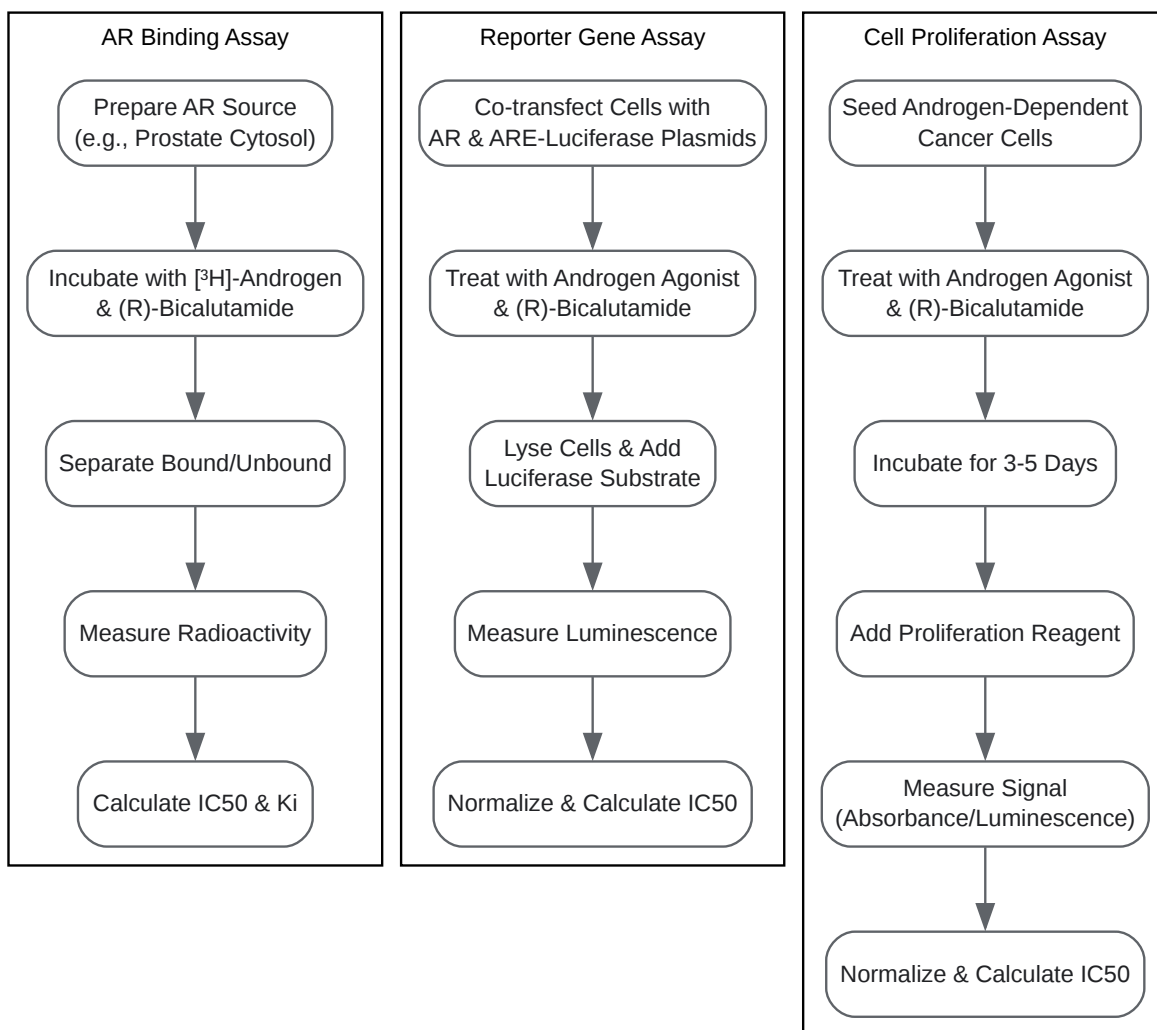 AR Binding Assay
Prepare AR Source
(e.g., Prostate Cytosol)
Incubate with [³H]-Androgen
& (R)-Bicalutamide
Separate Bound/Unbound
Measure Radioactivity
Calculate IC50 & Ki
Reporter Gene Assay
Co-transfect Cells with
AR & ARE-Luciferase Plasmids
Treat with Androgen Agonist
& (R)-Bicalutamide
Lyse Cells & Add
Luciferase Substrate
Measure Luminescence
Normalize & Calculate IC50
Cell Proliferation Assay
Seed Androgen-Dependent
Cancer Cells
Treat with Androgen Agonist
& (R)-Bicalutamide
Incubate for 3-5 Days
Add Proliferation Reagent
Measure Signal
(Absorbance/Luminescence)
Normalize & Calculate IC50